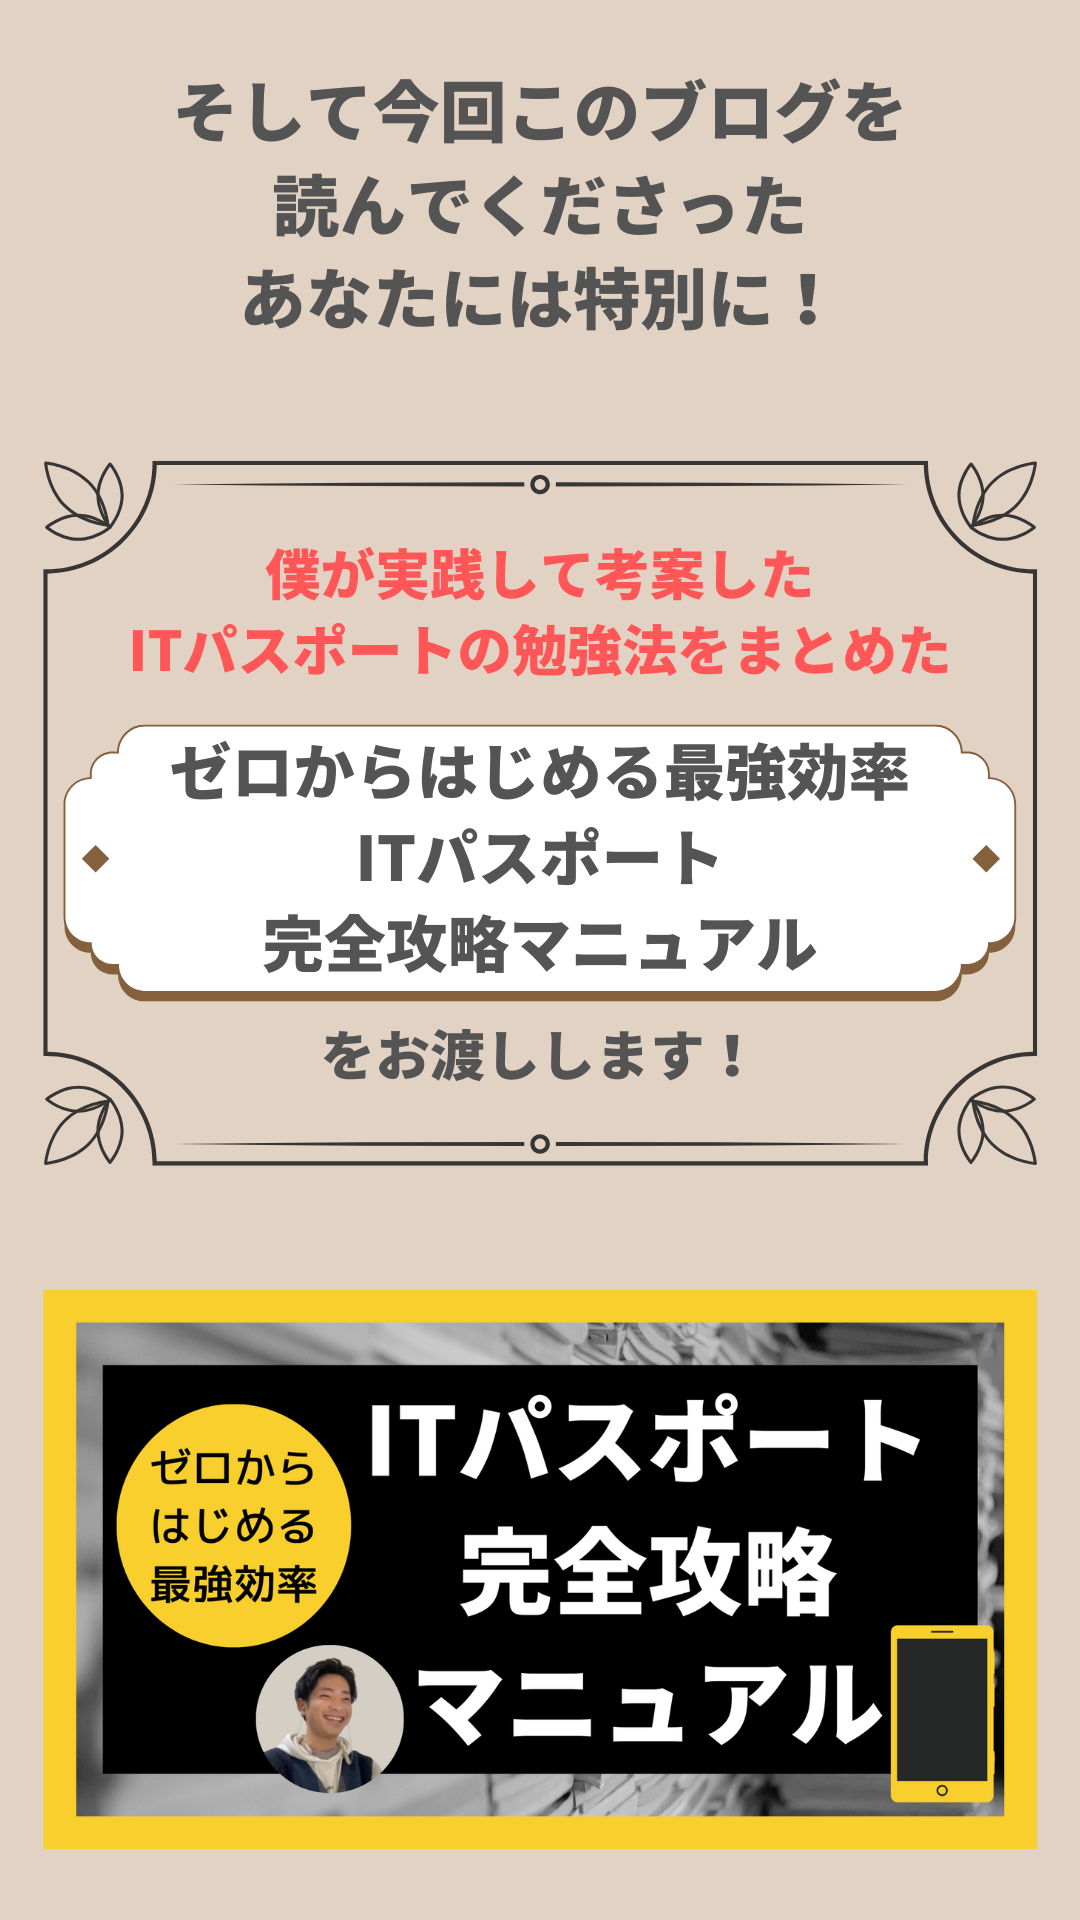 そして今回このブログを
読んでくださった
あなたには特別に！
僕が実践して考案した
ITパスポートの勉強法をまとめた
ゼロからはじめる最強効率
ITパスポート
完全攻略マニュアル
をお渡しします！
ゼロから
はじめる
最強効率
ITパスポート
完全攻略
マニュアル